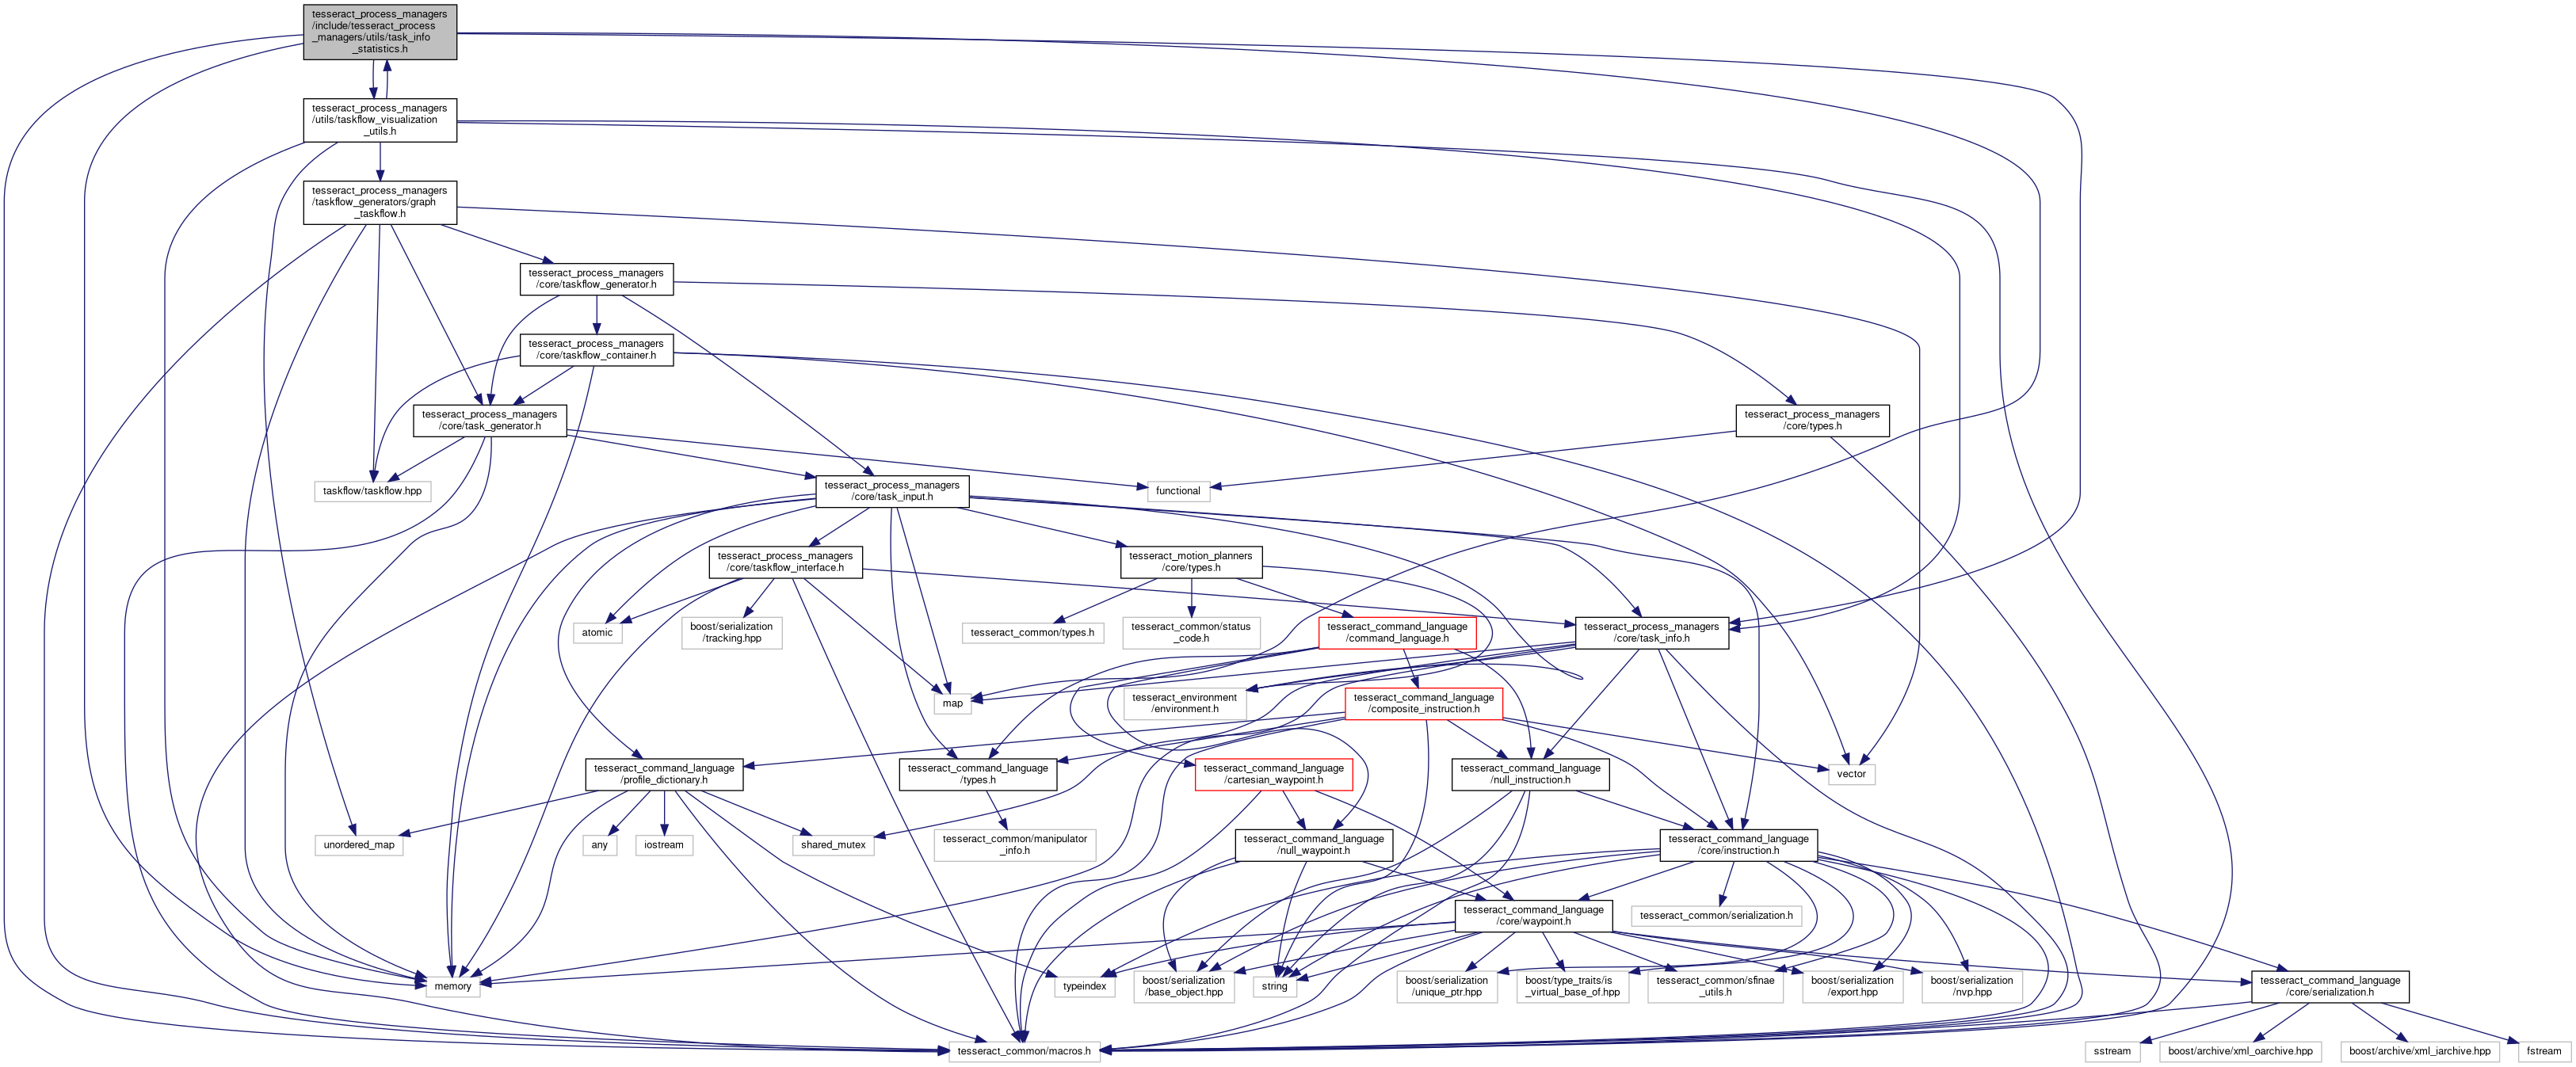 tesseract_process_managers
/include/tesseract_process
_managers/utils/task_info
_statistics.h
tesseract_process_managers
/utils/taskflow_visualization
_utils.h
tesseract_process_managers
/taskflow_generators/graph
_taskflow.h
tesseract_process_managers
/core/taskflow_generator.h
tesseract_process_managers
/core/taskflow_container.h
tesseract_process_managers
/core/task_generator.h
tesseract_process_managers
/core/types.h
taskflow/taskflow.hpp
tesseract_process_managers
/core/task_input.h
functional
tesseract_process_managers
/core/taskflow_interface.h
tesseract_motion_planners
/core/types.h
atomic
boost/serialization
/tracking.hpp
tesseract_common/types.h
tesseract_common/status
_code.h
tesseract_command_language
/command_language.h
tesseract_process_managers
/core/task_info.h
map
tesseract_environment
/environment.h
tesseract_command_language
/composite_instruction.h
tesseract_command_language
/profile_dictionary.h
tesseract_command_language
/types.h
tesseract_command_language
/cartesian_waypoint.h
tesseract_command_language
/null_instruction.h
vector
unordered_map
any
iostream
shared_mutex
tesseract_common/manipulator
_info.h
tesseract_command_language
/null_waypoint.h
tesseract_command_language
/core/instruction.h
tesseract_command_language
/core/waypoint.h
tesseract_common/serialization.h
memory
typeindex
boost/serialization
/base_object.hpp
string
boost/serialization
/unique_ptr.hpp
boost/type_traits/is
_virtual_base_of.hpp
tesseract_common/sfinae
_utils.h
boost/serialization
/export.hpp
boost/serialization
/nvp.hpp
tesseract_command_language
/core/serialization.h
tesseract_common/macros.h
sstream
boost/archive/xml_oarchive.hpp
boost/archive/xml_iarchive.hpp
fstream